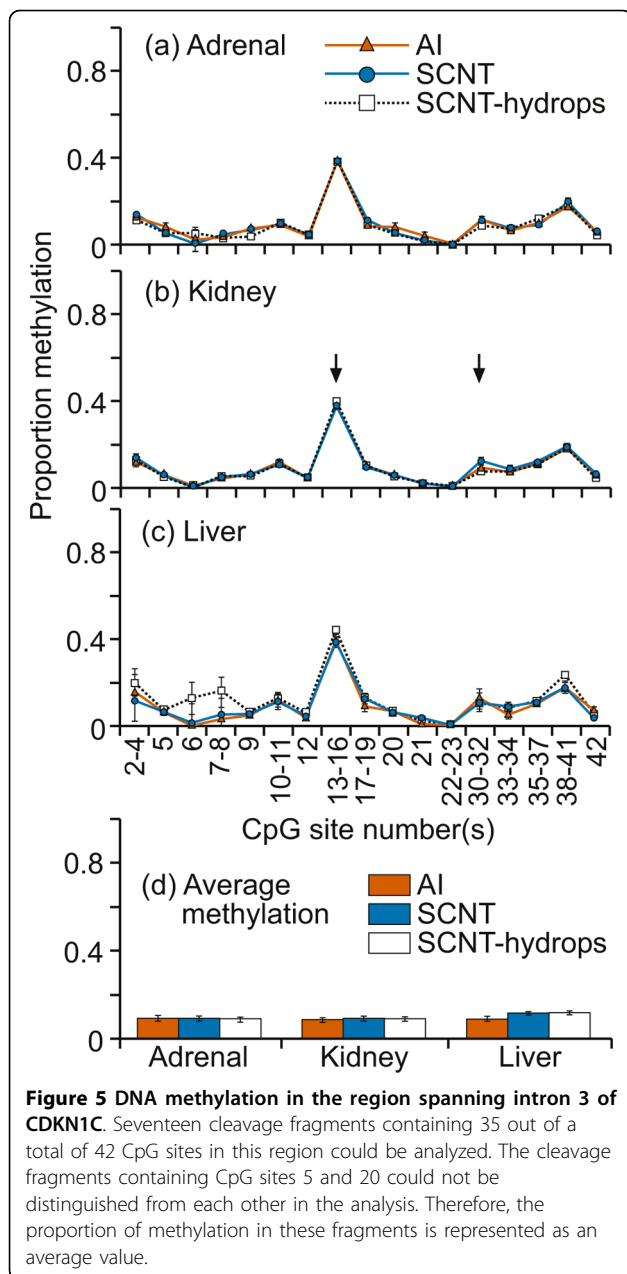 (a) Adrenal
AI
SCNT
SCNT-hydrops
0.8
0.4
0
(b) Kidney
0.8
0.4
0
(c) Liver
0.8
0.4
0
Proportion methylation
2-4
5
6
7-8
9
10-11
12
13-16
17-19
20
21
22-23
30-32
33-34
35-37
38-41
42
CpG site number(s)
(d) Average
methylation
AI
SCNT
SCNT-hydrops
0.8
0.4
0
Adrenal
Kidney
Liver
Figure 5 DNA methylation in the region spanning intron 3 of
CDKN1C. Seventeen cleavage fragments containing 35 out of a
total of 42 CpG sites in this region could be analyzed. The cleavage
fragments containing CpG sites 5 and 20 could not be
distinguished from each other in the analysis. Therefore, the
proportion of methylation in these fragments is represented as an
average value.